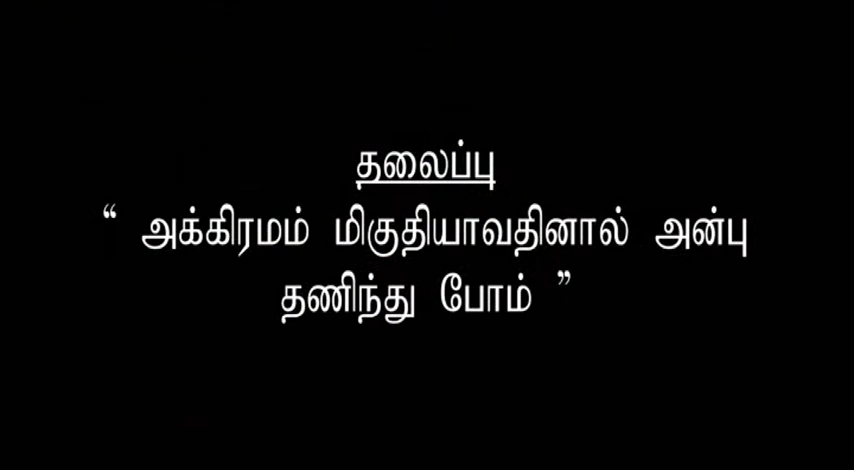 தலைப்பு
“ அக்கிரமம் மிகுதியாவதினால் அன்பு
தணிந்து போம் ”